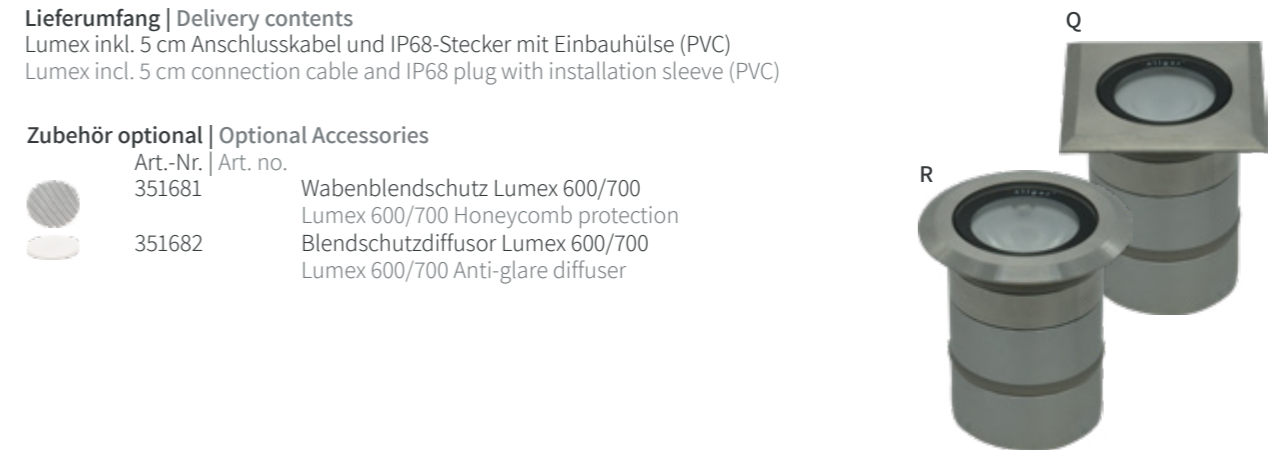 Lieferumfang | Delivery contents
Lumex inkl. 5 cm Anschlusskabel und IP68-Stecker mit Einbauhülse (PVC)
Lumex incl. 5 cm connection cable and IP68 plug with installation sleeve (PVC)
Zubehör optional | Optional Accessories
Art.-Nr. | Art. no.
351681 Wabenblendschutz Lumex 600/700
Lumex 600/700 Honeycomb protection
351682 Blendschutzdiffusor Lumex 600/700
Lumex 600/700 Anti-glare diffuser
Q
R